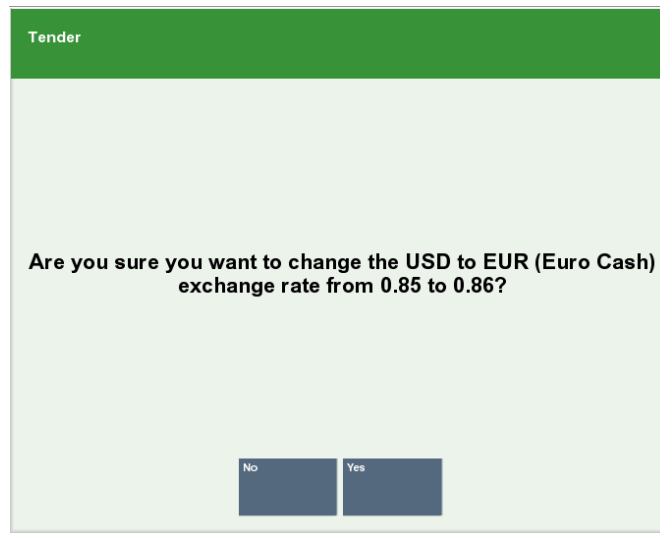 Tender
Are you sure you want to change the USD to EUR (Euro Cash)
exchange rate from 0.85 to 0.86?
No
Yes